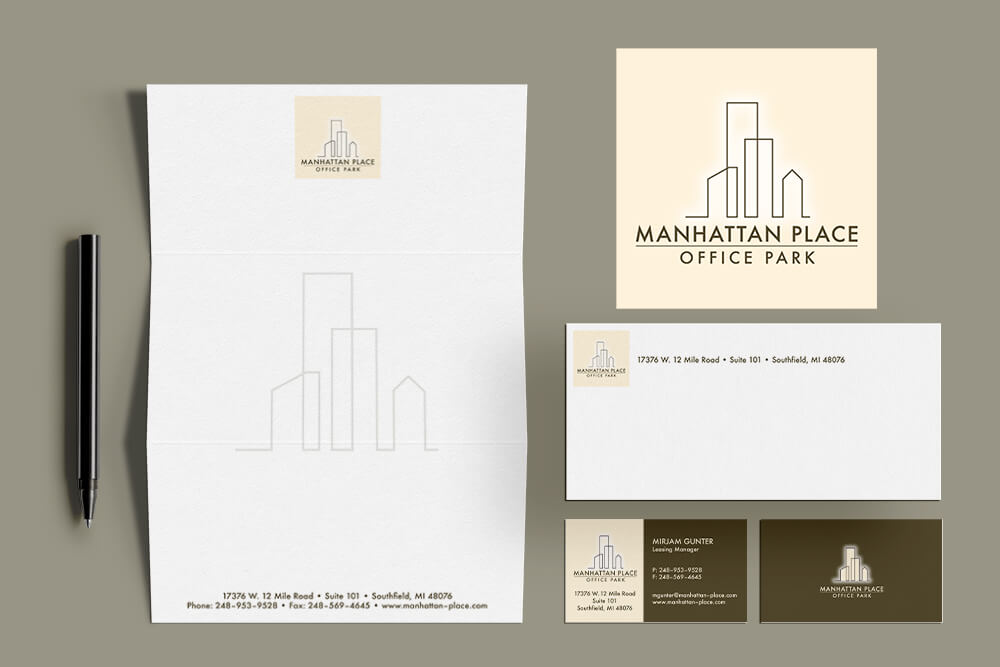 MANHATTAN PLACE
OFFICE PARK
17376 W. 12 Mile Road • Suite 101 • Southfield, MI 48076
Phone: 248-953-9528 • Fax: 248-569-4645 • www.manhattan-place.com
MANHATTAN PLACE
OFFICE PARK
MANHATTAN PLACE
OFFICE PARK
17376 W. 12 Mile Road • Suite 101 • Southfield, MI 48076
MANHATTAN PLACE
OFFICE PARK
17376 W. 12 Mile Road
Suite 101
Southfield, MI 48076
MIRJAM GUNTER
Leasing Manager
P: 248-953-9528
F: 248-569-4645
mgunter@manhattan-place.com
www.manhattan-place.com
MANHATTAN PLACE
OFFICE PARK